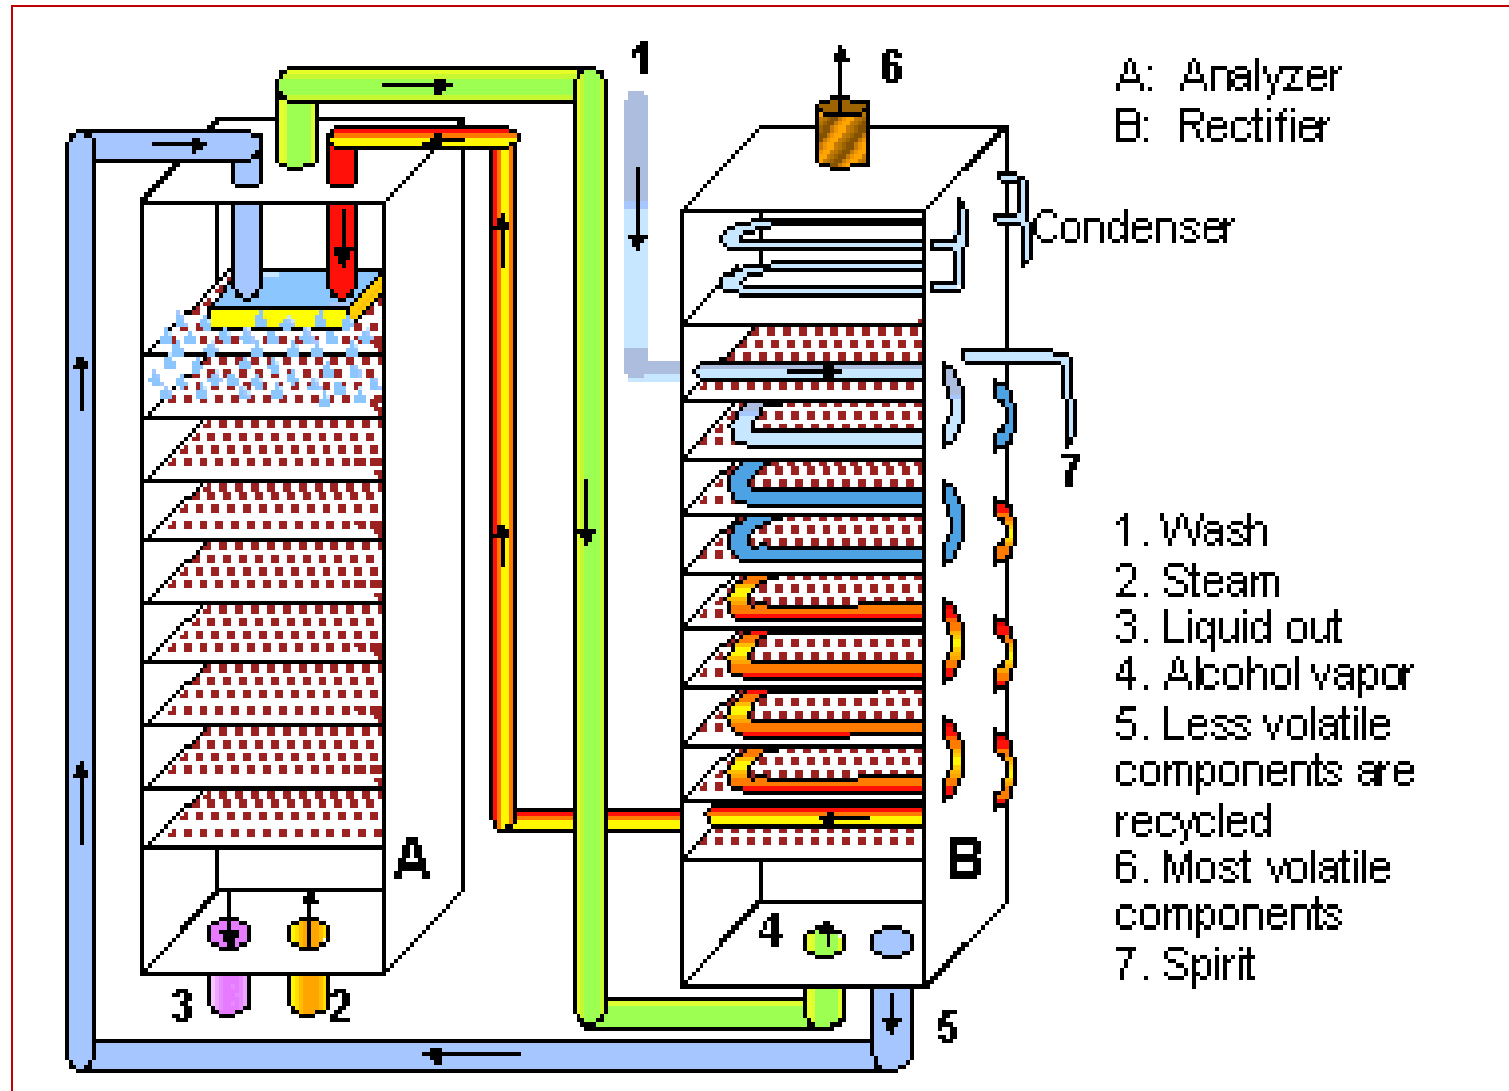 1
6
A: Analyzer
B: Rectifier
Condenser
7
1. Wash
2. Steam
3. Liquid out
4. Alcohol vapor
5. Less volatile
components are
recycled
6. Most volatile
components
7. Spirit
A
B
4
3
2
5